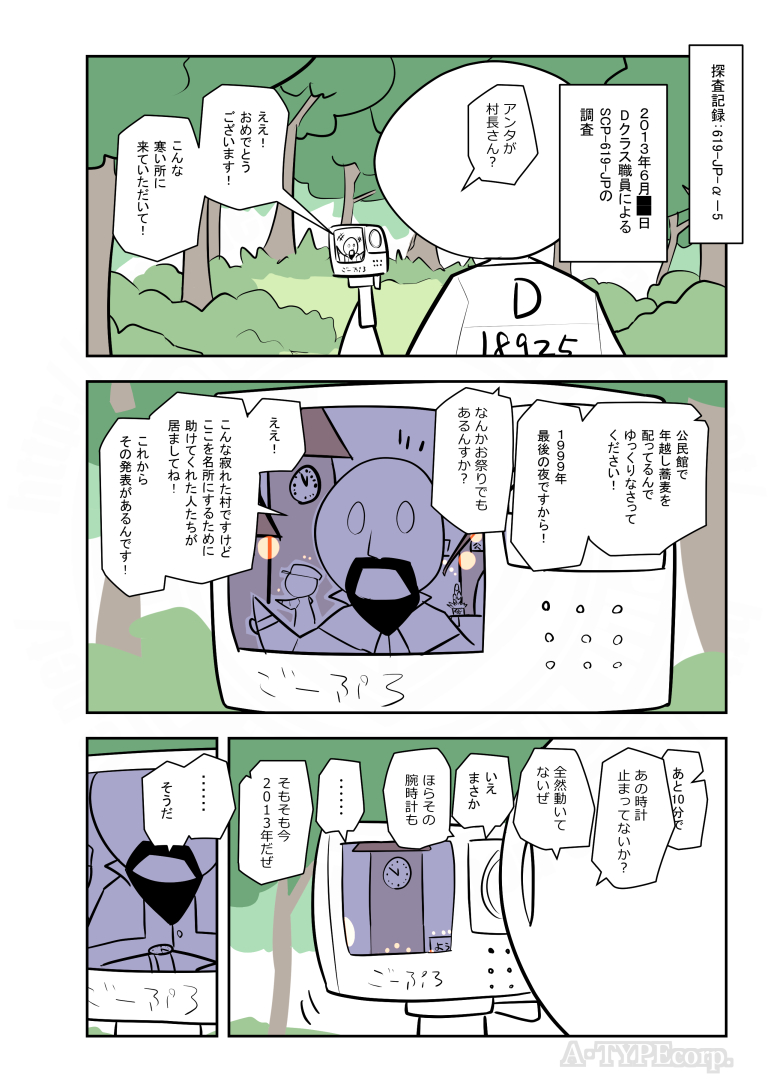 探査記録：619-JP-α－5
2013年6月██日
Dクラス職員による
SCP-619-JPの
調査
アンタが
村長さん？
ええ！
おめでとう
ございます！
こんな
寒い所に
来ていただいて！
ごーぷろ
D
18925
公民館で
年越し蕎麦を
配ってるんで
ゆっくりなさって
ください！
1999年
最後の夜ですから！
なんかお祭りでも
あるんすか？
ええ！
こんな寂れた村ですけど
ここを名所にするために
助けてくれた人たちが
居ましてね！
これから
その発表があるんです！
ごーぷろ
あと10分で
あの時計
止まってないか？
全然動いて
ないぜ
いえ
まさか
ほらその
腕時計も
……
そもそも今
2013年だぜ
よう
ごーぷろ
……
そうだ
ごーぷろ
A-TYPEcorp.